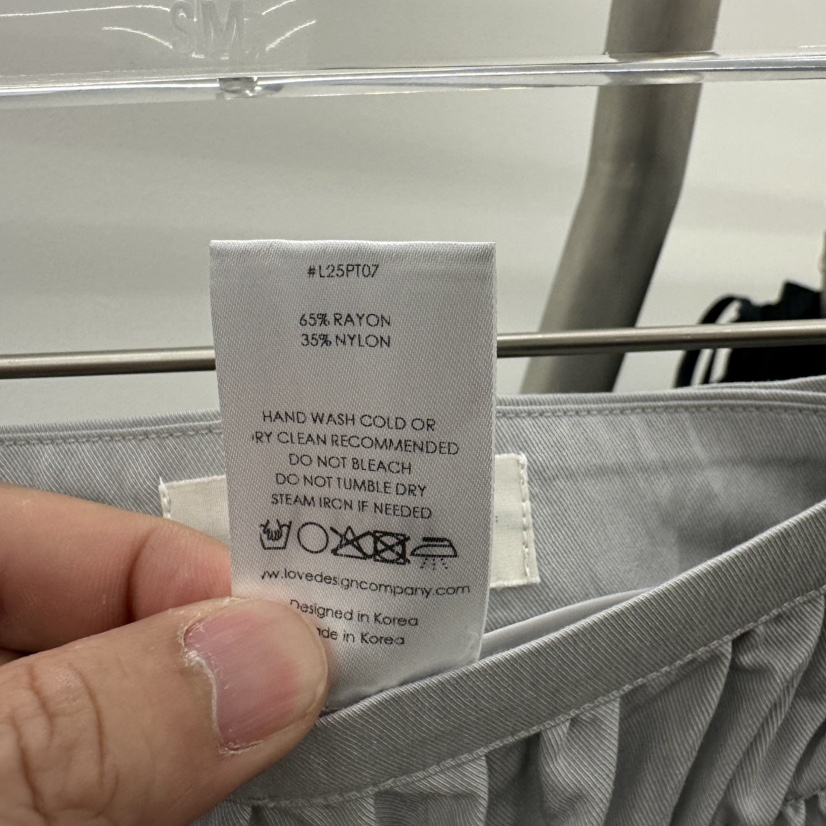 SM
#L25PT07
65% RAYON
35% NYLON
HAND WASH COLD OR
RY CLEAN RECOMMENDED
DO NOT BLEACH
DO NOT TUMBLE DRY
STEAM IRON IF NEEDED
w.lovedesigncompany.com
Designed in Korea
de in Korea